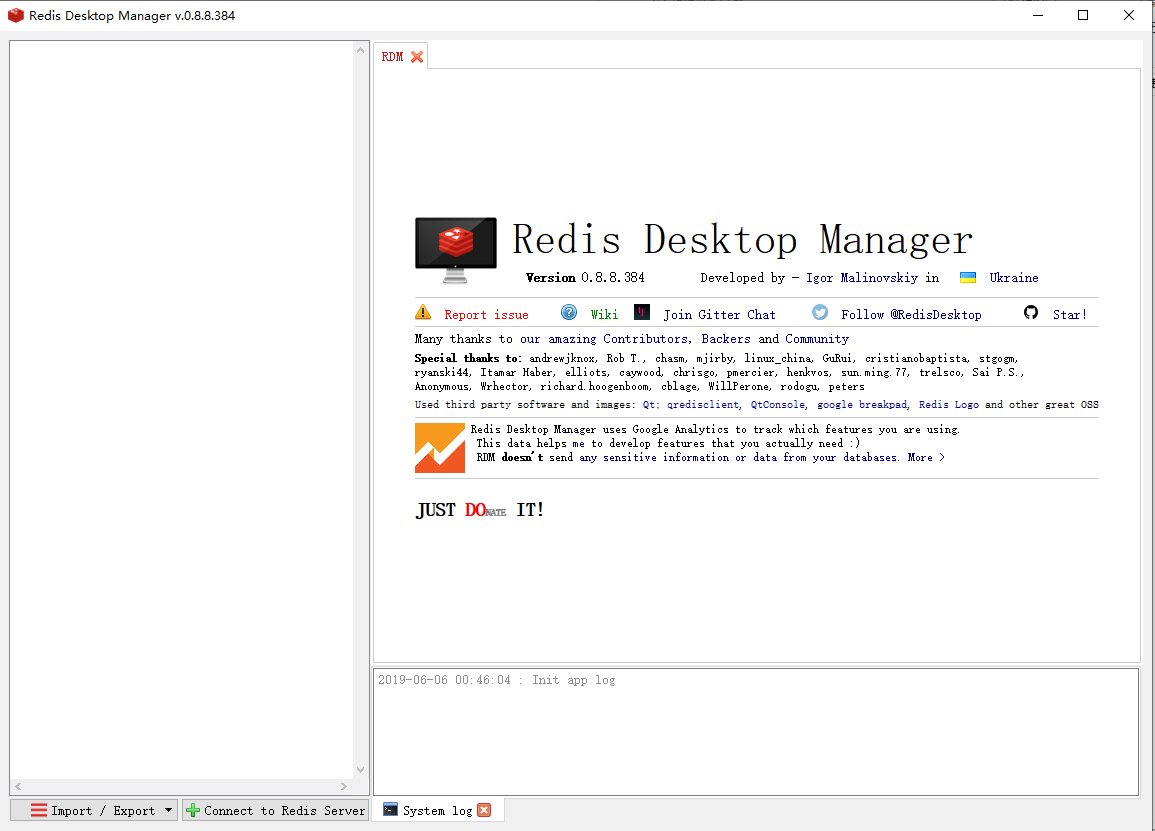 Redis Desktop Manager v.0.8.8.384
RDM
Redis Desktop Manager
Version 0.8.8.384 Developed by - Igor Malinovskiy in Ukraine
Report issue Wiki Join Gitter Chat Follow @RedisDesktop Star!
Many thanks to our amazing Contributors, Backers and Community
Special thanks to: andrewjknox, Rob T., chasm, mjirby, linux_china, GuRui, cristianobaptista, stgogm,
ryanski44, Itamar Haber, elliots, caywood, chrisgo, pmercier, henkvos, sun.ming.77, trelsco, Sai P.S.,
Anonymous, Wrhector, richard.hoogenboom, cblage, WillPerone, rodogu, peters
Used third party software and images: Qt; qredisclient, QtConsole, google breakpad, Redis Logo and other great OSS
Redis Desktop Manager uses Google Analytics to track which features you are using.
This data helps me to develop features that you actually need :)
RDM doesn't send any sensitive information or data from your databases. More >
JUST DONATE IT!
2019-06-06 00:46:04 : Init app log
Import / Export Connect to Redis Server System log